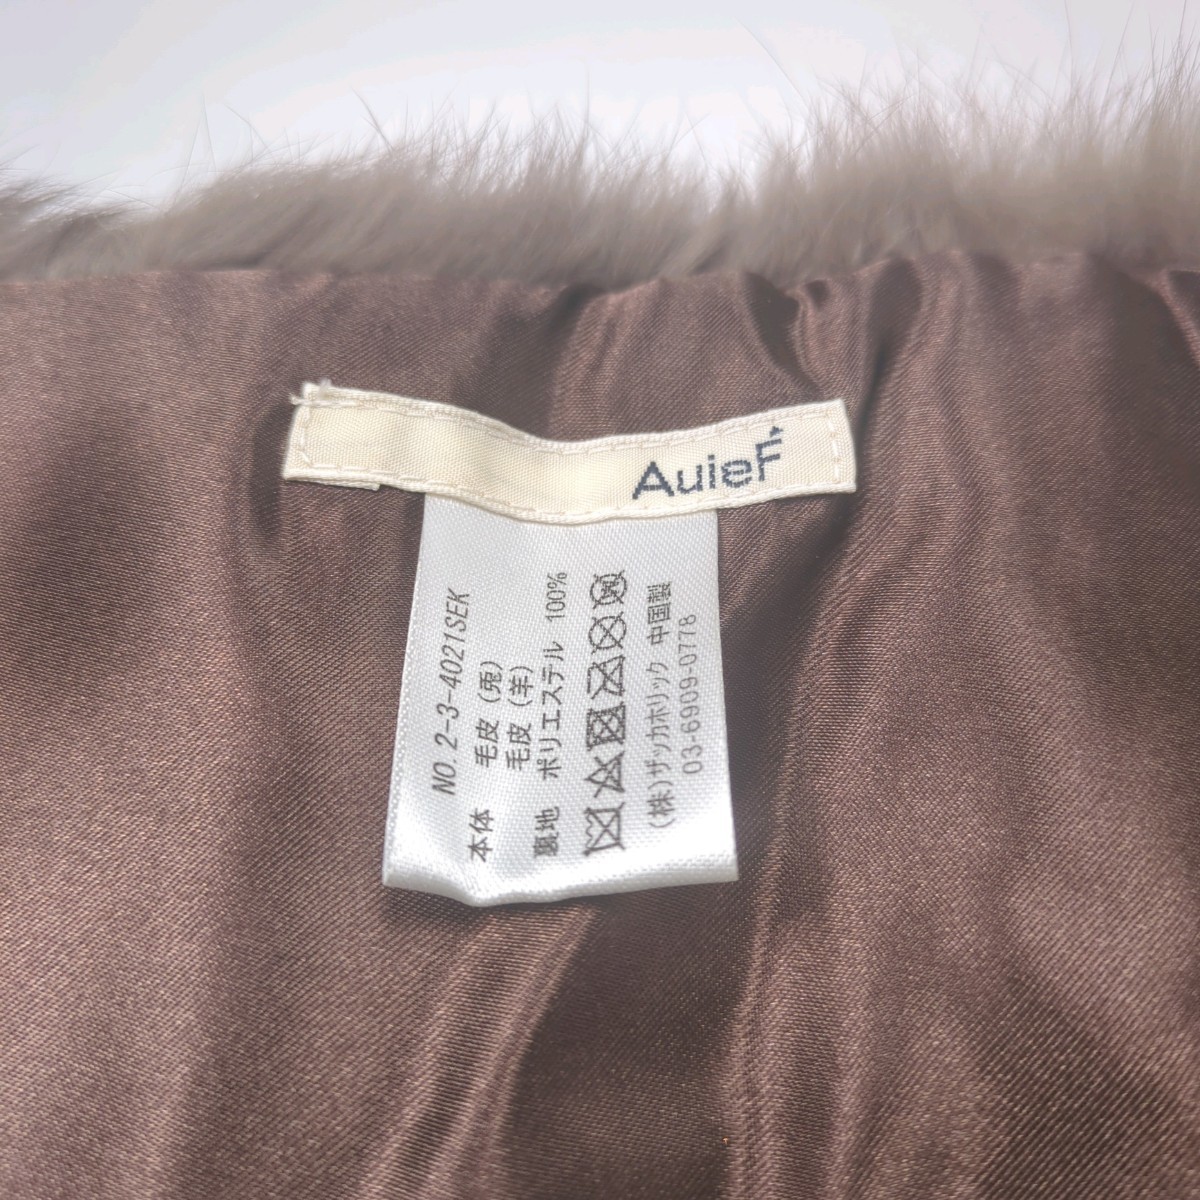 AuieF
NO.2-3-4021SEK
本体 毛皮(兎)
毛皮(羊)
裏地 ポリエステル 100%
(株)ザッカホリック 中国製
03-6909-0778